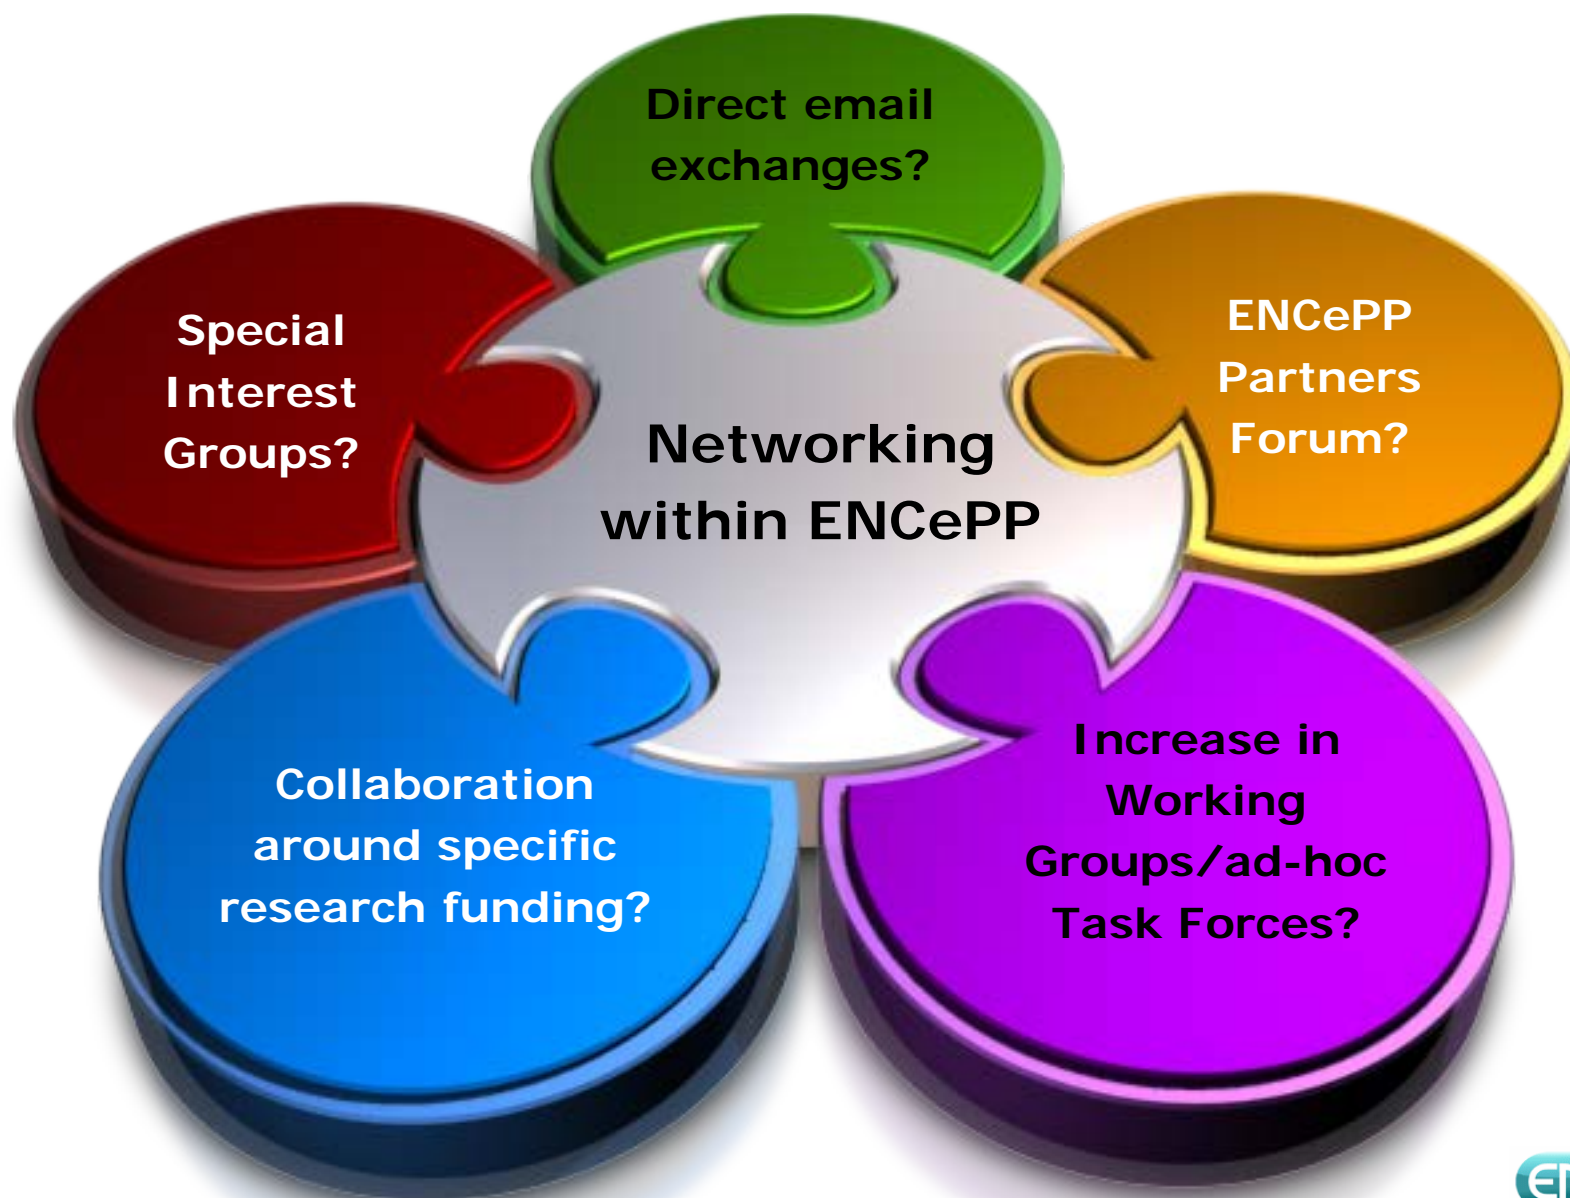 Direct email
exchanges?
Special
Interest
Groups?
ENCePP
Partners
Forum?
Networking
within ENCePP
Collaboration
around specific
research funding?
Increase in
Working
Groups/ad-hoc
Task Forces?